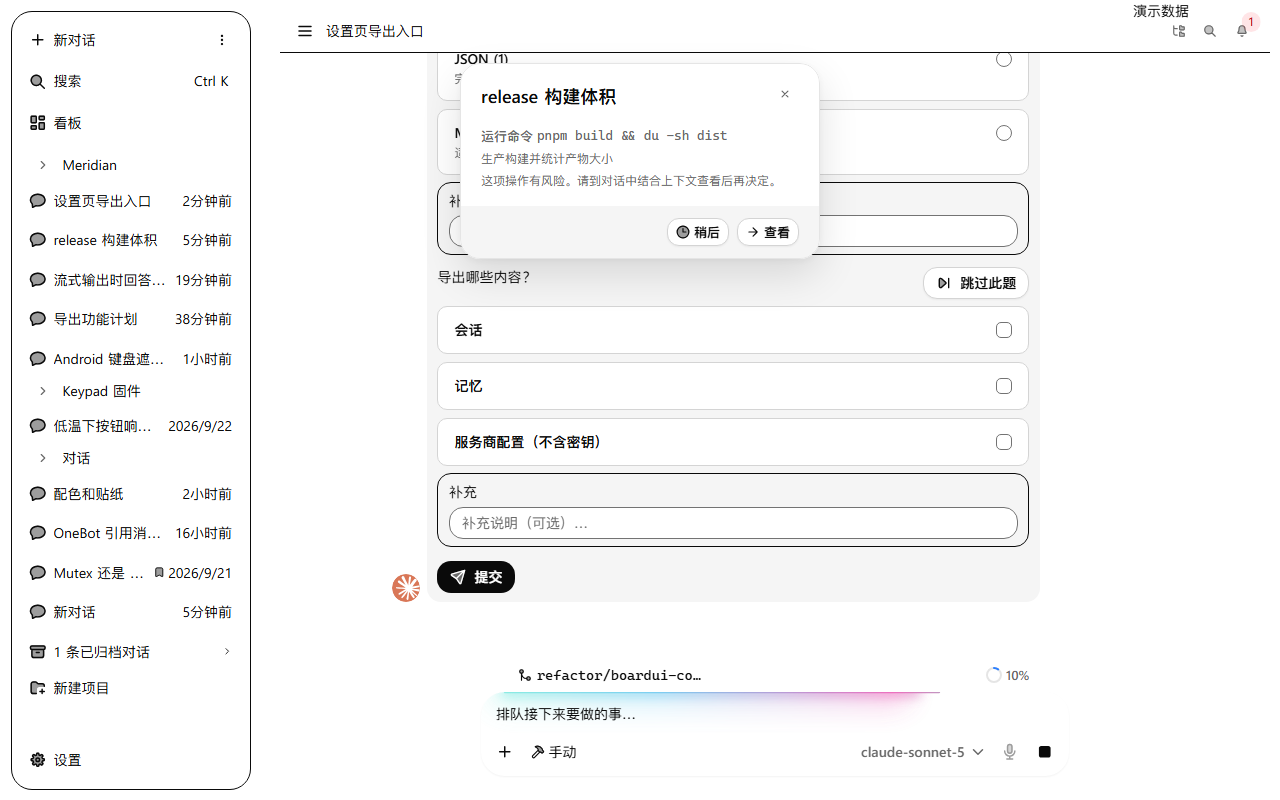 新对话
搜索
Ctrl K
看板
Meridian
设置页导出入口
2分钟前
release 构建体积
5分钟前
流式输出时回答…
19分钟前
导出功能计划
38分钟前
Android 键盘遮…
1小时前
Keypad 固件
低温下按钮响…
2026/9/22
对话
配色和贴纸
2小时前
OneBot 引用消…
16小时前
Mutex 还是 …
2026/9/21
新对话
5分钟前
1 条已归档对话
新建项目
设置
设置页导出入口
演示数据
1
JSON (1)
release 构建体积
运行命令 pnpm build && du -sh dist
生产构建并统计产物大小
这项操作有风险。请到对话中结合上下文查看后再决定。
稍后
查看
导出哪些内容？
跳过此题
会话
记忆
服务商配置（不含密钥）
补充
补充说明（可选）…
提交
refactor/boardui-co…
10%
排队接下来要做的事…
手动
claude-sonnet-5